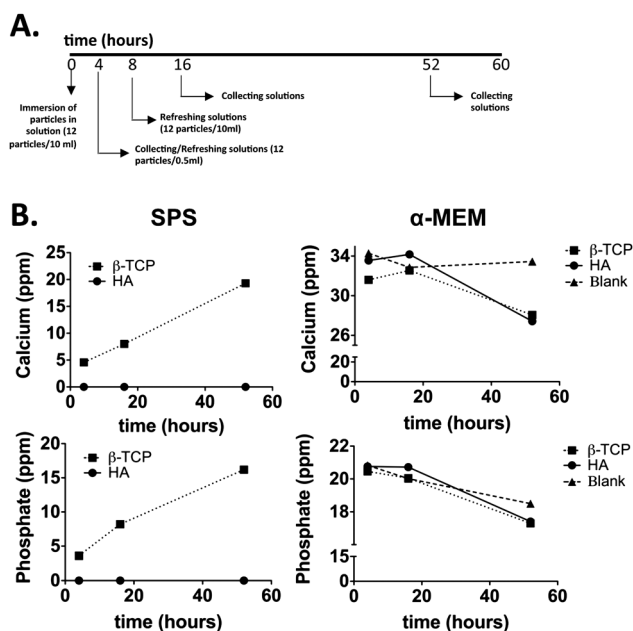 A.
time (hours)
0 4 8 16 52 60
Collecting solutions
Collecting
solutions
Immersion of
particles in
solution (12
particles/10 ml)
Refreshing solutions
(12 particles/10ml)
Collecting/Refreshing solutions (12
particles/0.5ml)
B.
SPS
α-MEM
Calcium (ppm)
25
20
15
10
5
0
0 20 40 60
time (hours)
β-TCP
HA
Calcium (ppm)
34
30
26
20
0
0 20 40 60
time (hours)
β-TCP
HA
Blank
Phosphate (ppm)
20
15
10
5
0
0 20 40 60
time (hours)
β-TCP
HA
Phosphate (ppm)
22
20
18
15
0
0 20 40 60
time (hours)
β-TCP
HA
Blank